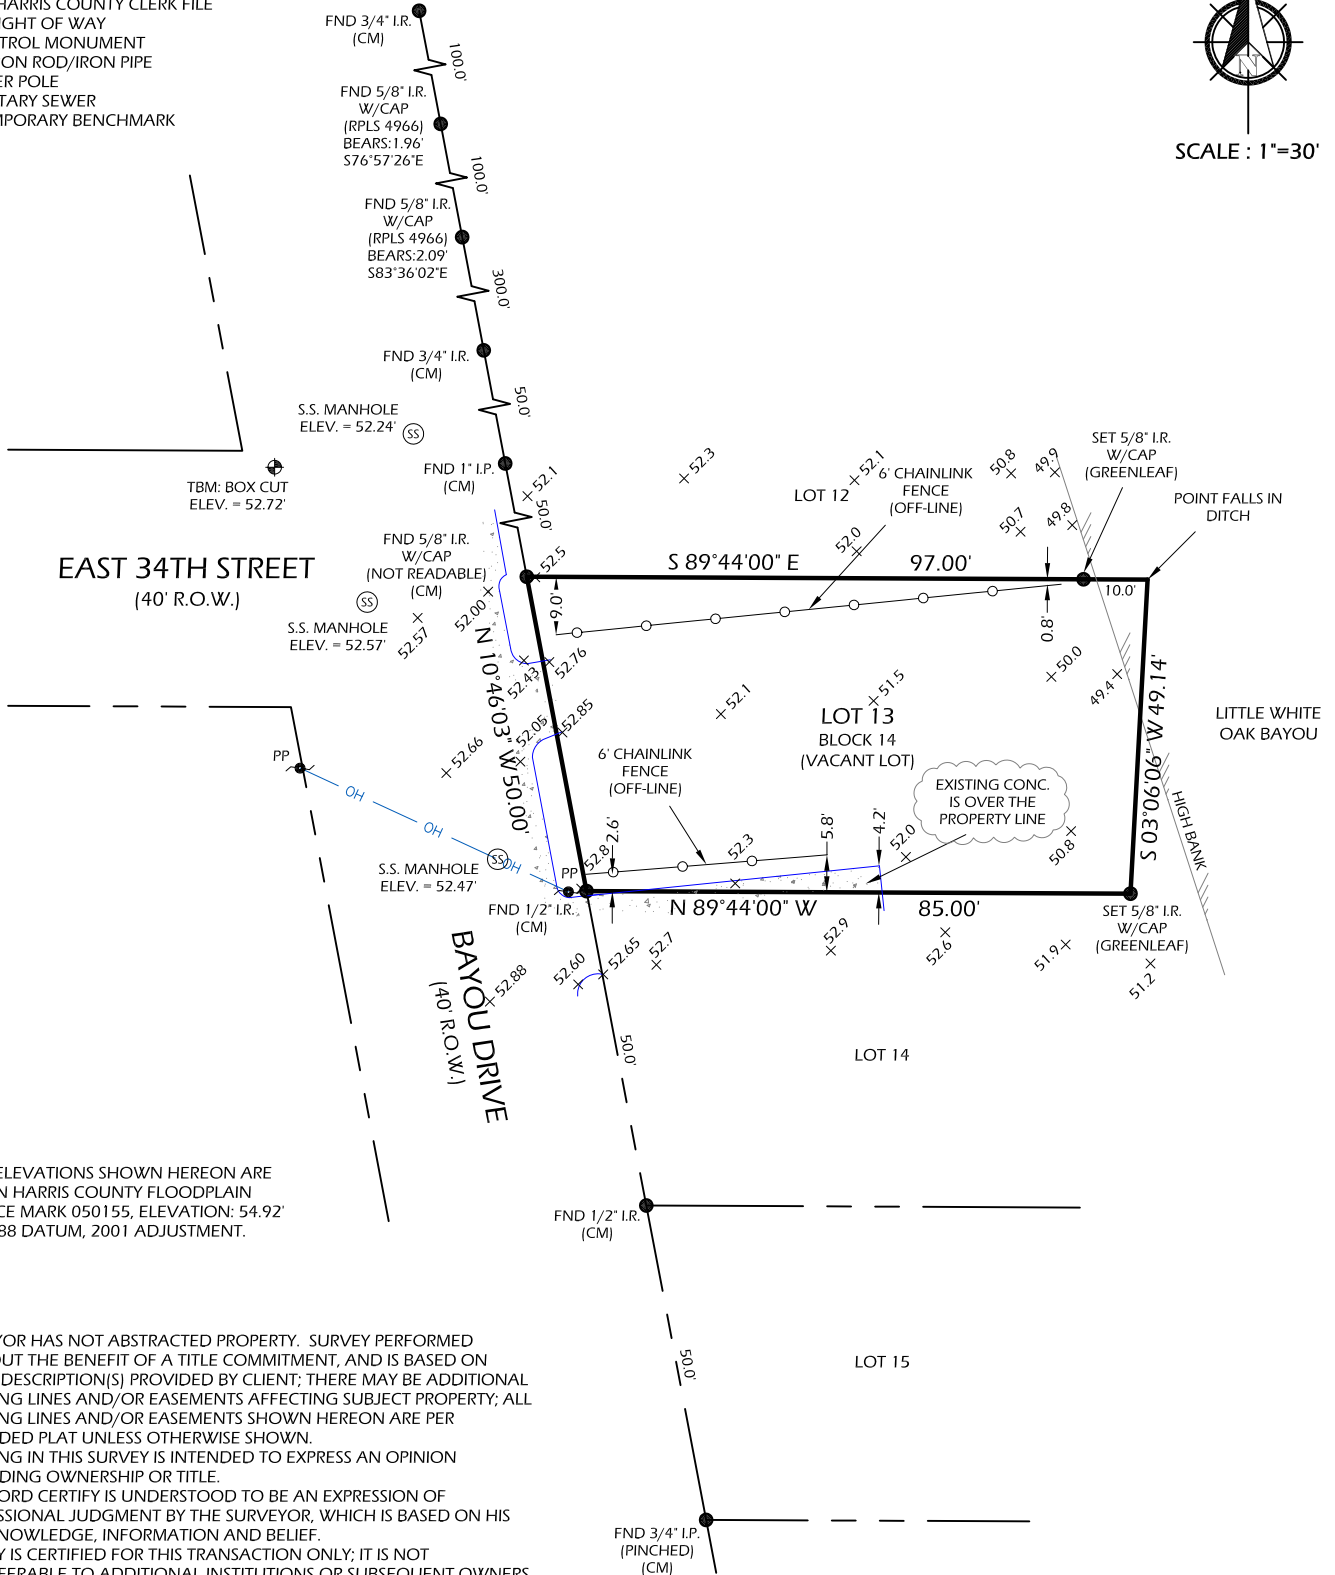 HARRIS COUNTY CLERK FILE
IGHT OF WAY
TROL MONUMENT
ON ROD/IRON PIPE
ER POLE
TARY SEWER
MPORARY BENCHMARK
N
SCALE : 1"=30'
FND 3/4" I.R.
(CM)
100.0'
FND 5/8" I.R.
W/CAP
(RPLS 4966)
BEARS:1.96'
S76°57'26"E
100.0'
FND 5/8" I.R.
W/CAP
(RPLS 4966)
BEARS:2.09'
S83°36'02"E
300.0'
FND 3/4" I.R.
(CM)
50.0'
S.S. MANHOLE
ELEV. = 52.24'
SS
FND 1" I.P.
(CM)
50.0'
TBM: BOX CUT
ELEV. = 52.72'
EAST 34TH STREET
(40' R.O.W.)
FND 5/8" I.R.
W/CAP
(NOT READABLE)
(CM)
SS
S.S. MANHOLE
ELEV. = 52.57'
52.57
52.00
52.1
52.3
52.1
52.0
50.8
49.9
50.7
49.8
LOT 12
6' CHAINLINK
FENCE
(OFF-LINE)
SET 5/8" I.R.
W/CAP
(GREENLEAF)
POINT FALLS IN
DITCH
52.5
S 89°44'00" E
97.00'
10.0'
9.0'
0.8'
N 10°46'03" W 50.00'
52.43
52.76
52.05
52.85
52.66
52.1
51.5
50.0
49.4
LOT 13
BLOCK 14
(VACANT LOT)
S 03°06'06" W 49.14'
LITTLE WHITE
OAK BAYOU
HIGH BANK
6' CHAINLINK
FENCE
(OFF-LINE)
EXISTING CONC.
IS OVER THE
PROPERTY LINE
PP
OH
OH
OH
SS
S.S. MANHOLE
ELEV. = 52.47'
PP
52.8
2.6'
52.3
5.8'
4.2'
52.0
50.8
FND 1/2" I.R.
(CM)
N 89°44'00" W
85.00'
SET 5/8" I.R.
W/CAP
(GREENLEAF)
52.88
52.60
52.65
52.7
52.9
52.6
51.9
51.2
BAYOU DRIVE
(40' R.O.W.)
50.0'
LOT 14
ELEVATIONS SHOWN HEREON ARE
N HARRIS COUNTY FLOODPLAIN
CE MARK 050155, ELEVATION: 54.92'
88 DATUM, 2001 ADJUSTMENT.
FND 1/2" I.R.
(CM)
50.0'
LOT 15
YOR HAS NOT ABSTRACTED PROPERTY. SURVEY PERFORMED
OUT THE BENEFIT OF A TITLE COMMITMENT, AND IS BASED ON
DESCRIPTION(S) PROVIDED BY CLIENT; THERE MAY BE ADDITIONAL
NG LINES AND/OR EASEMENTS AFFECTING SUBJECT PROPERTY; ALL
NG LINES AND/OR EASEMENTS SHOWN HEREON ARE PER
DED PLAT UNLESS OTHERWISE SHOWN.
NG IN THIS SURVEY IS INTENDED TO EXPRESS AN OPINION
DING OWNERSHIP OR TITLE.
ORD CERTIFY IS UNDERSTOOD TO BE AN EXPRESSION OF
SSIONAL JUDGMENT BY THE SURVEYOR, WHICH IS BASED ON HIS
NOWLEDGE, INFORMATION AND BELIEF.
Y IS CERTIFIED FOR THIS TRANSACTION ONLY; IT IS NOT
FERABLE TO ADDITIONAL INSTITUTIONS OR SUBSEQUENT OWNERS
FND 3/4" I.P.
(PINCHED)
(CM)